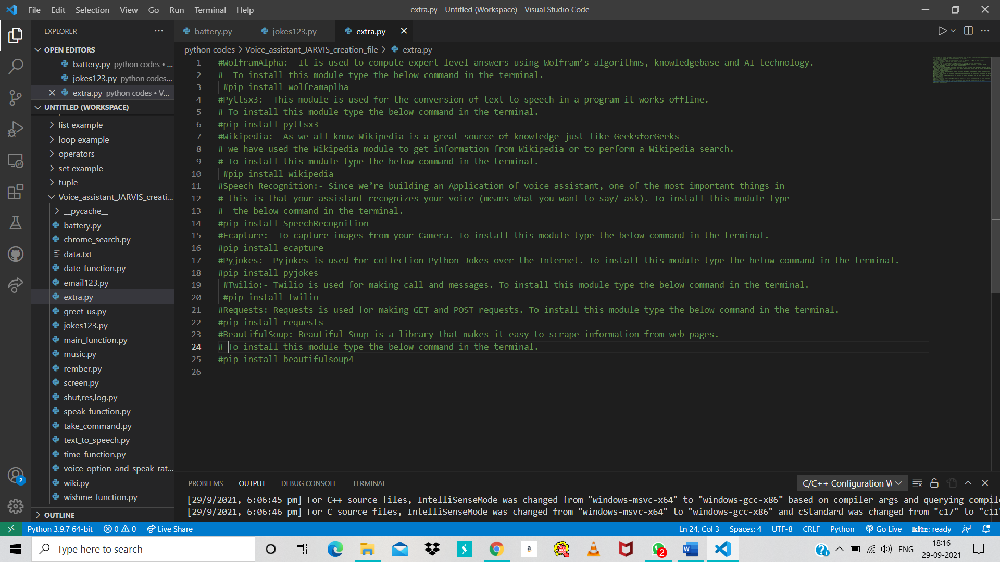 File Edit Selection View Go Run Terminal Help
extra.py - Untitled (Workspace) - Visual Studio Code
EXPLORER
OPEN EDITORS
battery.py python codes • ...
jokes123.py python codes...
extra.py python codes • V...
UNTITLED (WORKSPACE)
list example
loop example
operators
set example
tuple
Voice_assistant_JARVIS_creati...
__pycache__
battery.py
chrome_search.py
data.txt
date_function.py
email123.py
extra.py
greet_us.py
jokes123.py
main_function.py
music.py
rember.py
screen.py
shut,res,log.py
speak_function.py
take_command.py
text_to_speech.py
time_function.py
voice_option_and_speak_rat...
wiki.py
wishme_function.py
OUTLINE
battery.py
jokes123.py
extra.py
python codes > Voice_assistant_JARVIS_creation_file > extra.py
1 #WolframAlpha:- It is used to compute expert-level answers using Wolfram’s algorithms, knowledgebase and AI technology.
2 #  To install this module type the below command in the terminal.
3  #pip install wolframaplha
4 #Pyttsx3:- This module is used for the conversion of text to speech in a program it works offline.
5 # To install this module type the below command in the terminal.
6 #pip install pyttsx3
7 #Wikipedia:- As we all know Wikipedia is a great source of knowledge just like GeeksforGeeks
8 # we have used the Wikipedia module to get information from Wikipedia or to perform a Wikipedia search.
9 # To install this module type the below command in the terminal.
10  #pip install wikipedia
11 #Speech Recognition:- Since we’re building an Application of voice assistant, one of the most important things in
12 # this is that your assistant recognizes your voice (means what you want to say/ ask). To install this module type
13 #  the below command in the terminal.
14 #pip install SpeechRecognition
15 #Ecapture:- To capture images from your Camera. To install this module type the below command in the terminal.
16 #pip install ecapture
17 #Pyjokes:- Pyjokes is used for collection Python Jokes over the Internet. To install this module type the below command in the terminal.
18 #pip install pyjokes
19  #Twilio:- Twilio is used for making call and messages. To install this module type the below command in the terminal.
20  #pip install twilio
21 #Requests: Requests is used for making GET and POST requests. To install this module type the below command in the terminal.
22 #pip install requests
23 #BeautifulSoup: Beautiful Soup is a library that makes it easy to scrape information from web pages.
24 # To install this module type the below command in the terminal.
25 #pip install beautifulsoup4
26
PROBLEMS OUTPUT DEBUG CONSOLE TERMINAL
C/C++ Configuration W
[29/9/2021, 6:06:45 pm] For C++ source files, IntelliSenseMode was changed from "windows-msvc-x64" to "windows-gcc-x86" based on compiler args and querying compile
[29/9/2021, 6:06:46 pm] For C source files, IntelliSenseMode was changed from "windows-msvc-x64" to "windows-gcc-x86" and cStandard was changed from "c17" to "c11"
2
Python 3.9.7 64-bit 0 0 Live Share
Ln 24, Col 3 Spaces: 4 UTF-8 CRLF Python Go Live kite: ready
Type here to search
a
2
W
ENG
18:16
29-09-2021